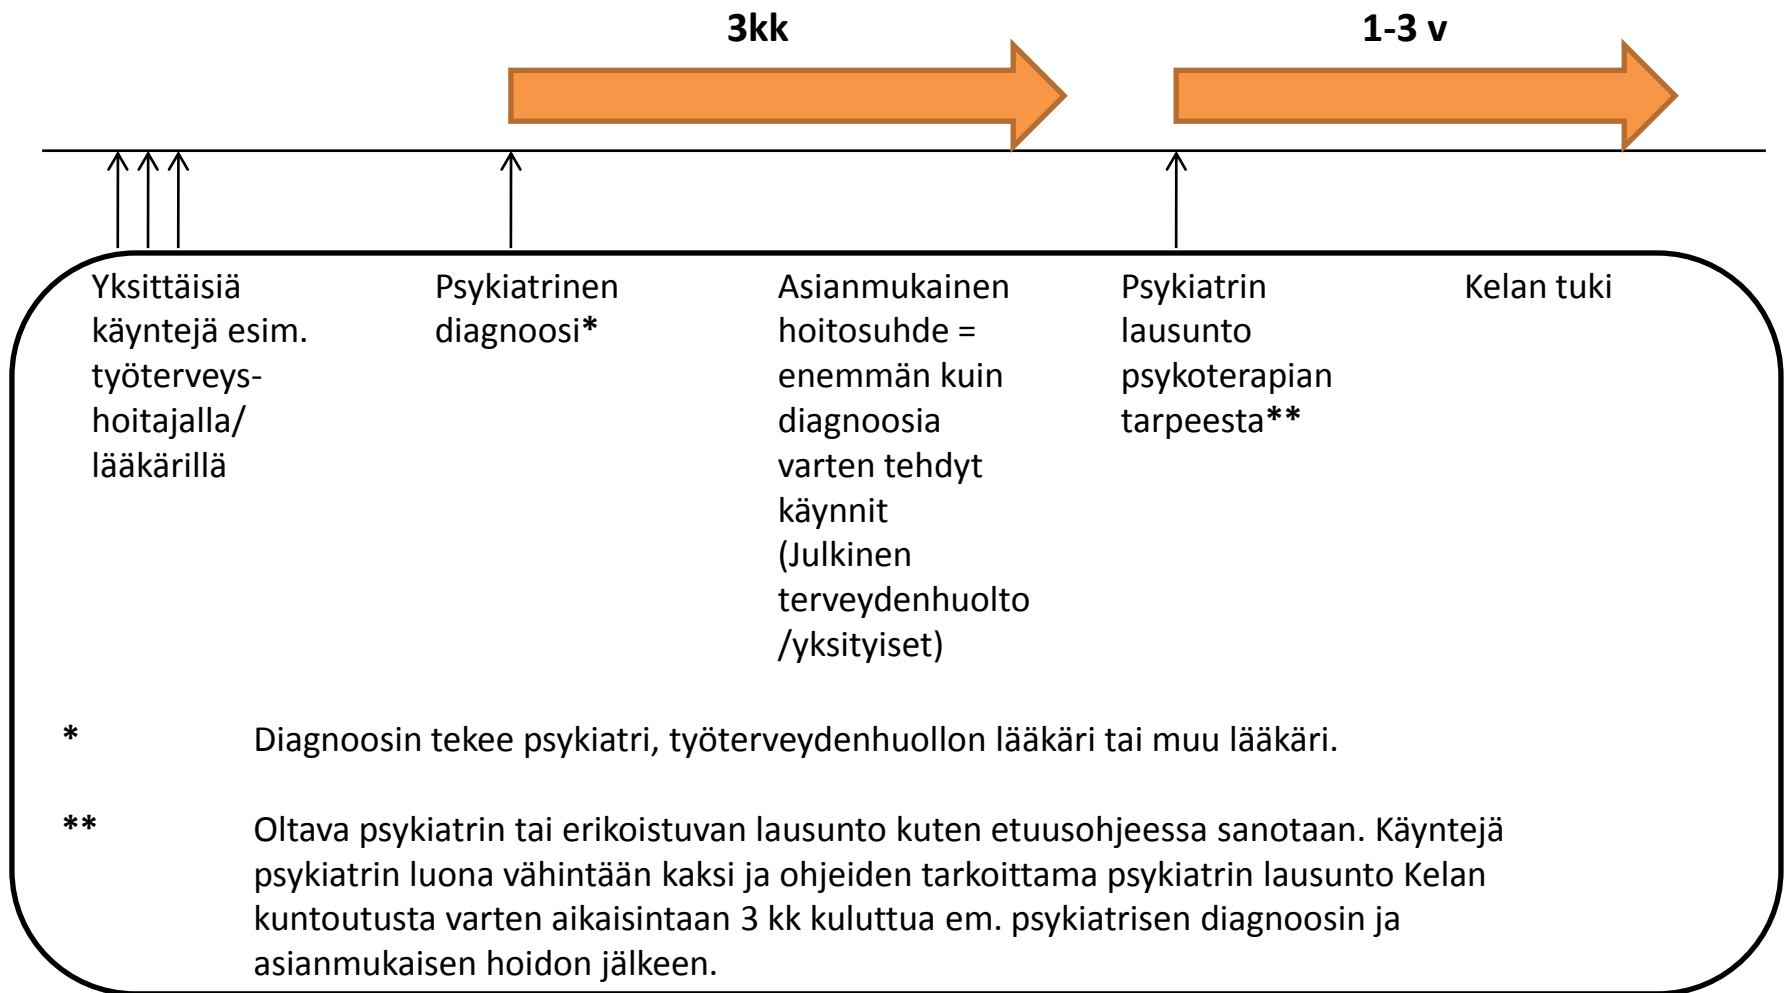 3kk
1-3 v
Yksittäisiä
käyntejä esim.
työterveys-
hoitajalla/
lääkärillä
Psykiatrinen
diagnoosi*
Asianmukainen
hoitosuhde =
enemmän kuin
diagnoosia
varten tehdyt
käynnit
(Julkinen
terveydenhuolto
/yksityiset)
Psykiatrin
lausunto
psykoterapian
tarpeesta**
Kelan tuki
* Diagnoosin tekee psykiatri, työterveydenhuollon lääkäri tai muu lääkäri.
** Oltava psykiatrin tai erikoistuvan lausunto kuten etuusohjeessa sanotaan. Käyntejä
psykiatrin luona vähintään kaksi ja ohjeiden tarkoittama psykiatrin lausunto Kelan
kuntoutusta varten aikaisintaan 3 kk kuluttua em. psykiatrisen diagnoosin ja
asianmukaisen hoidon jälkeen.